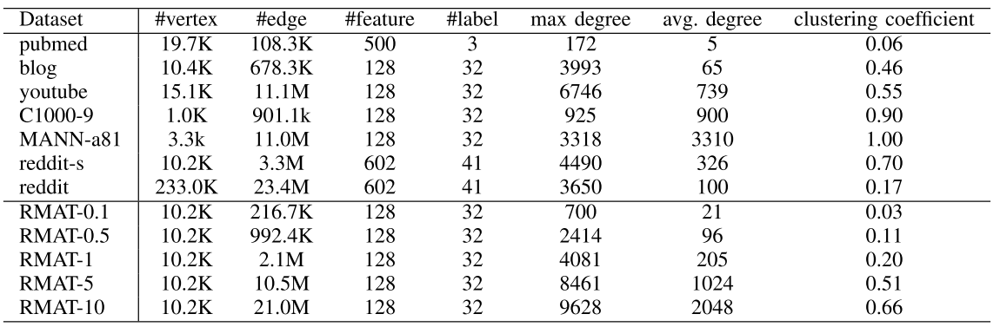 Dataset #vertex #edge #feature #label max degree avg. degree clustering coefficient
pubmed 19.7K 108.3K 500 3 172 5 0.06
blog 10.4K 678.3K 128 32 3993 65 0.46
youtube 15.1K 11.1M 128 32 6746 739 0.55
C1000-9 1.0K 901.1k 128 32 925 900 0.90
MANN-a81 3.3k 11.0M 128 32 3318 3310 1.00
reddit-s 10.2K 3.3M 602 41 4490 326 0.70
reddit 233.0K 23.4M 602 41 3650 100 0.17
RMAT-0.1 10.2K 216.7K 128 32 700 21 0.03
RMAT-0.5 10.2K 992.4K 128 32 2414 96 0.11
RMAT-1 10.2K 2.1M 128 32 4081 205 0.20
RMAT-5 10.2K 10.5M 128 32 8461 1024 0.51
RMAT-10 10.2K 21.0M 128 32 9628 2048 0.66